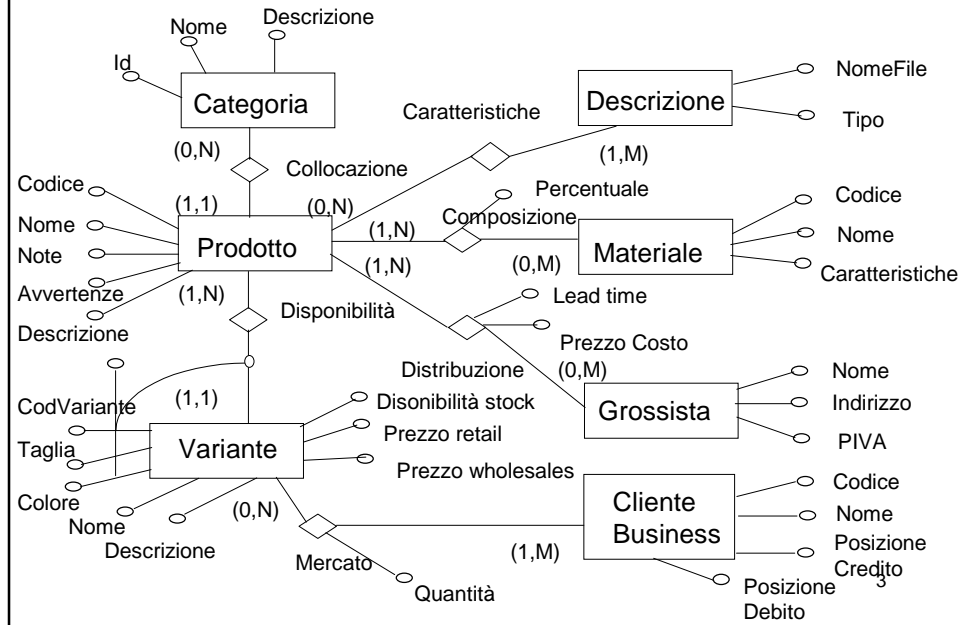 Descrizione
Nome
Id
Categoria
Caratteristiche
Descrizione
NomeFile
Tipo
(0,N)
Collocazione
(1,M)
Codice
(1,1)
(0,N)
Percentuale
Composizione
Codice
Nome
Prodotto
(1,N)
Materiale
Nome
Note
(1,N)
(0,M)
Caratteristiche
Avvertenze
(1,N)
Disponibilità
Lead time
Descrizione
Prezzo Costo
Distribuzione
(0,M)
Nome
CodVariante
(1,1)
Disonibilità stock
Grossista
Indirizzo
Taglia
Variante
Prezzo retail
PIVA
Prezzo wholesales
Colore
Nome
(0,N)
Cliente
Business
Codice
Nome
Descrizione
Mercato
(1,M)
Posizione
Credito
3
Quantità
Posizione
Debito